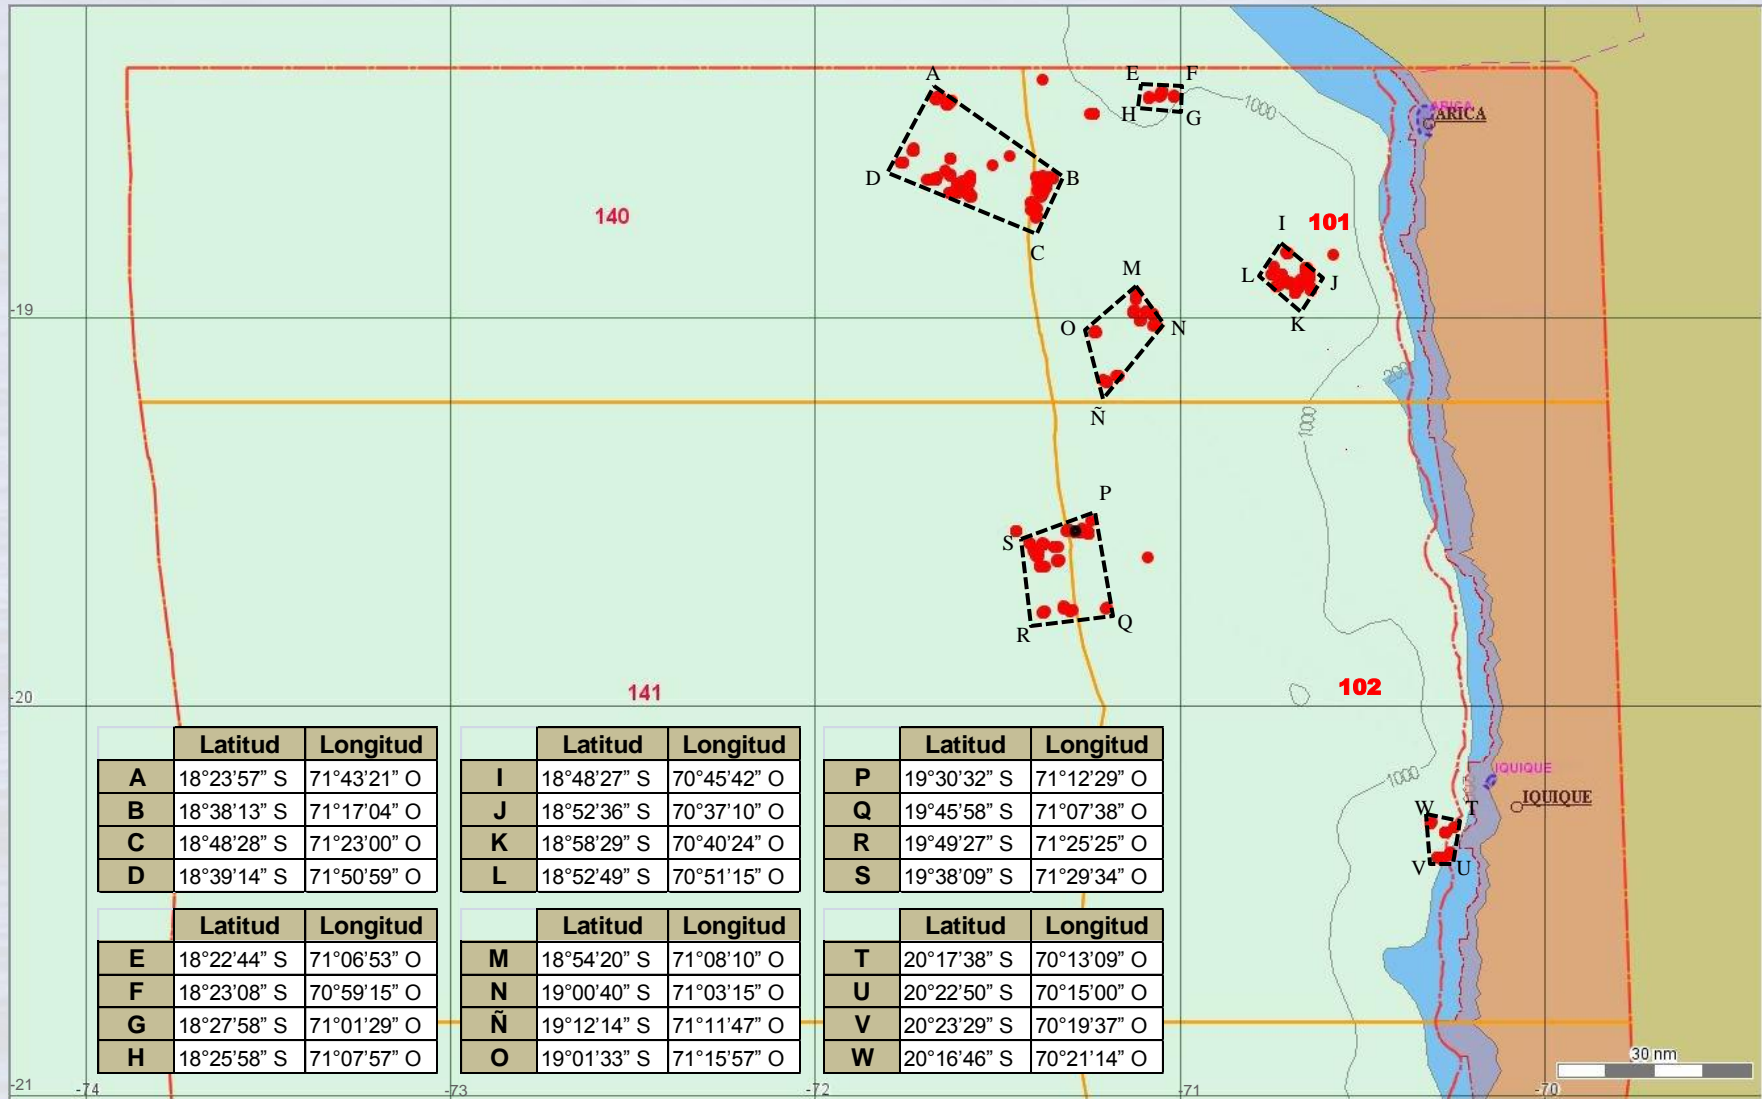 A
E
F
H
G
1000
ARICA
ARICA
D
B
140
C
I
101
L
J
K
M
-19
O
N
200
Ñ
1000
P
S
R
Q
141
102
-20
1000
IQUIQUE
IQUIQUE
W
T
V
U
Latitud Longitud
A 18°23'57” S 71°43'21” O
B 18°38'13” S 71°17'04” O
C 18°48'28” S 71°23'00” O
D 18°39'14” S 71°50'59” O
Latitud Longitud
I 18°48'27” S 70°45'42” O
J 18°52'36” S 70°37'10” O
K 18°58'29” S 70°40'24” O
L 18°52'49” S 70°51'15” O
Latitud Longitud
P 19°30'32” S 71°12'29” O
Q 19°45'58” S 71°07'38” O
R 19°49'27” S 71°25'25” O
S 19°38'09” S 71°29'34” O
Latitud Longitud
E 18°22'44” S 71°06'53” O
F 18°23'08” S 70°59'15” O
G 18°27'58” S 71°01'29” O
H 18°25'58” S 71°07'57” O
Latitud Longitud
M 18°54'20” S 71°08'10” O
N 19°00'40” S 71°03'15” O
Ñ 19°12'14” S 71°11'47” O
O 19°01'33” S 71°15'57” O
Latitud Longitud
T 20°17'38” S 70°13'09” O
U 20°22'50” S 70°15'00” O
V 20°23'29” S 70°19'37” O
W 20°16'46” S 70°21'14” O
30 nm
-21
-74 -73 -72 -71 -70